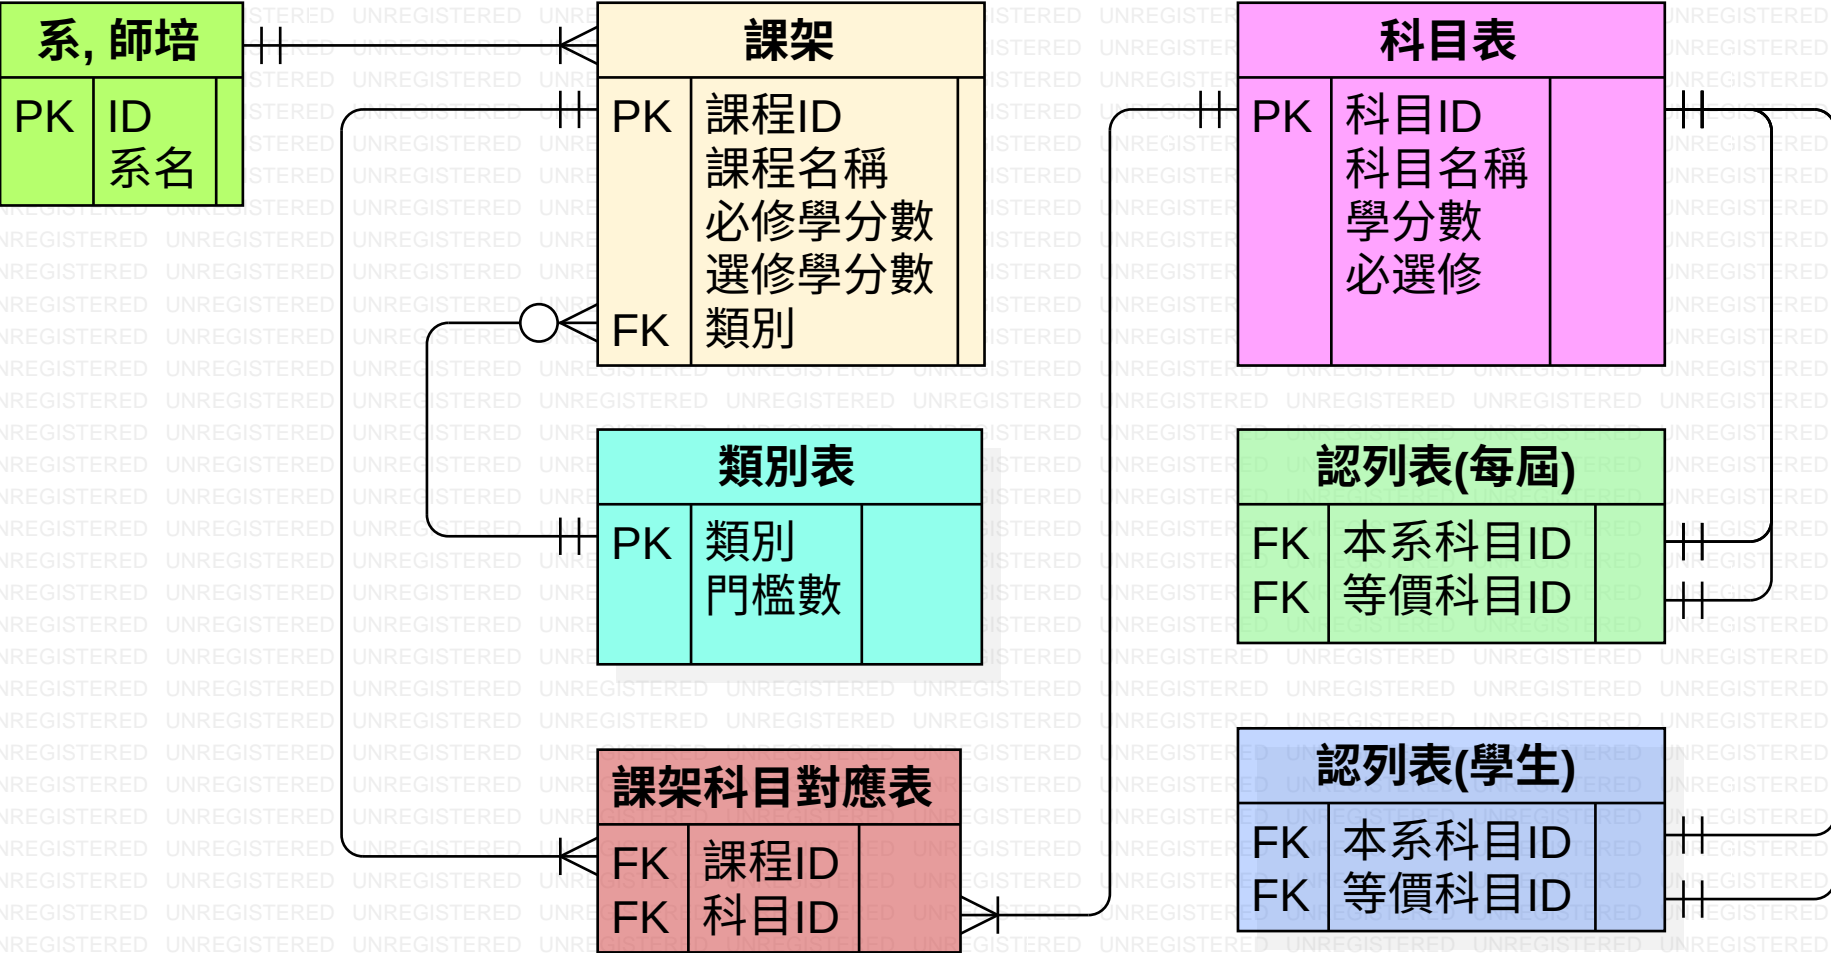 系, 師培
PK ID
系名
課架
PK 課程ID
課程名稱
必修學分數
選修學分數
FK 類別
類別表
PK 類別
門檻數
課架科目對應表
FK 課程ID
FK 科目ID
科目表
PK 科目ID
科目名稱
學分數
必選修
認列表(每屆)
FK 本系科目ID
FK 等價科目ID
認列表(學生)
FK 本系科目ID
FK 等價科目ID
UNREGISTERED